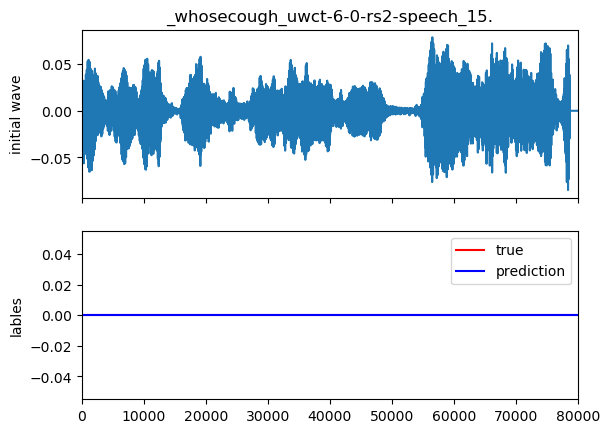 _whosecough_uwct-6-0-rs2-speech_15.
initial wave
0.05
0.00
−0.05
lables
0.04
0.02
0.00
−0.02
−0.04
true
prediction
0 10000 20000 30000 40000 50000 60000 70000 80000